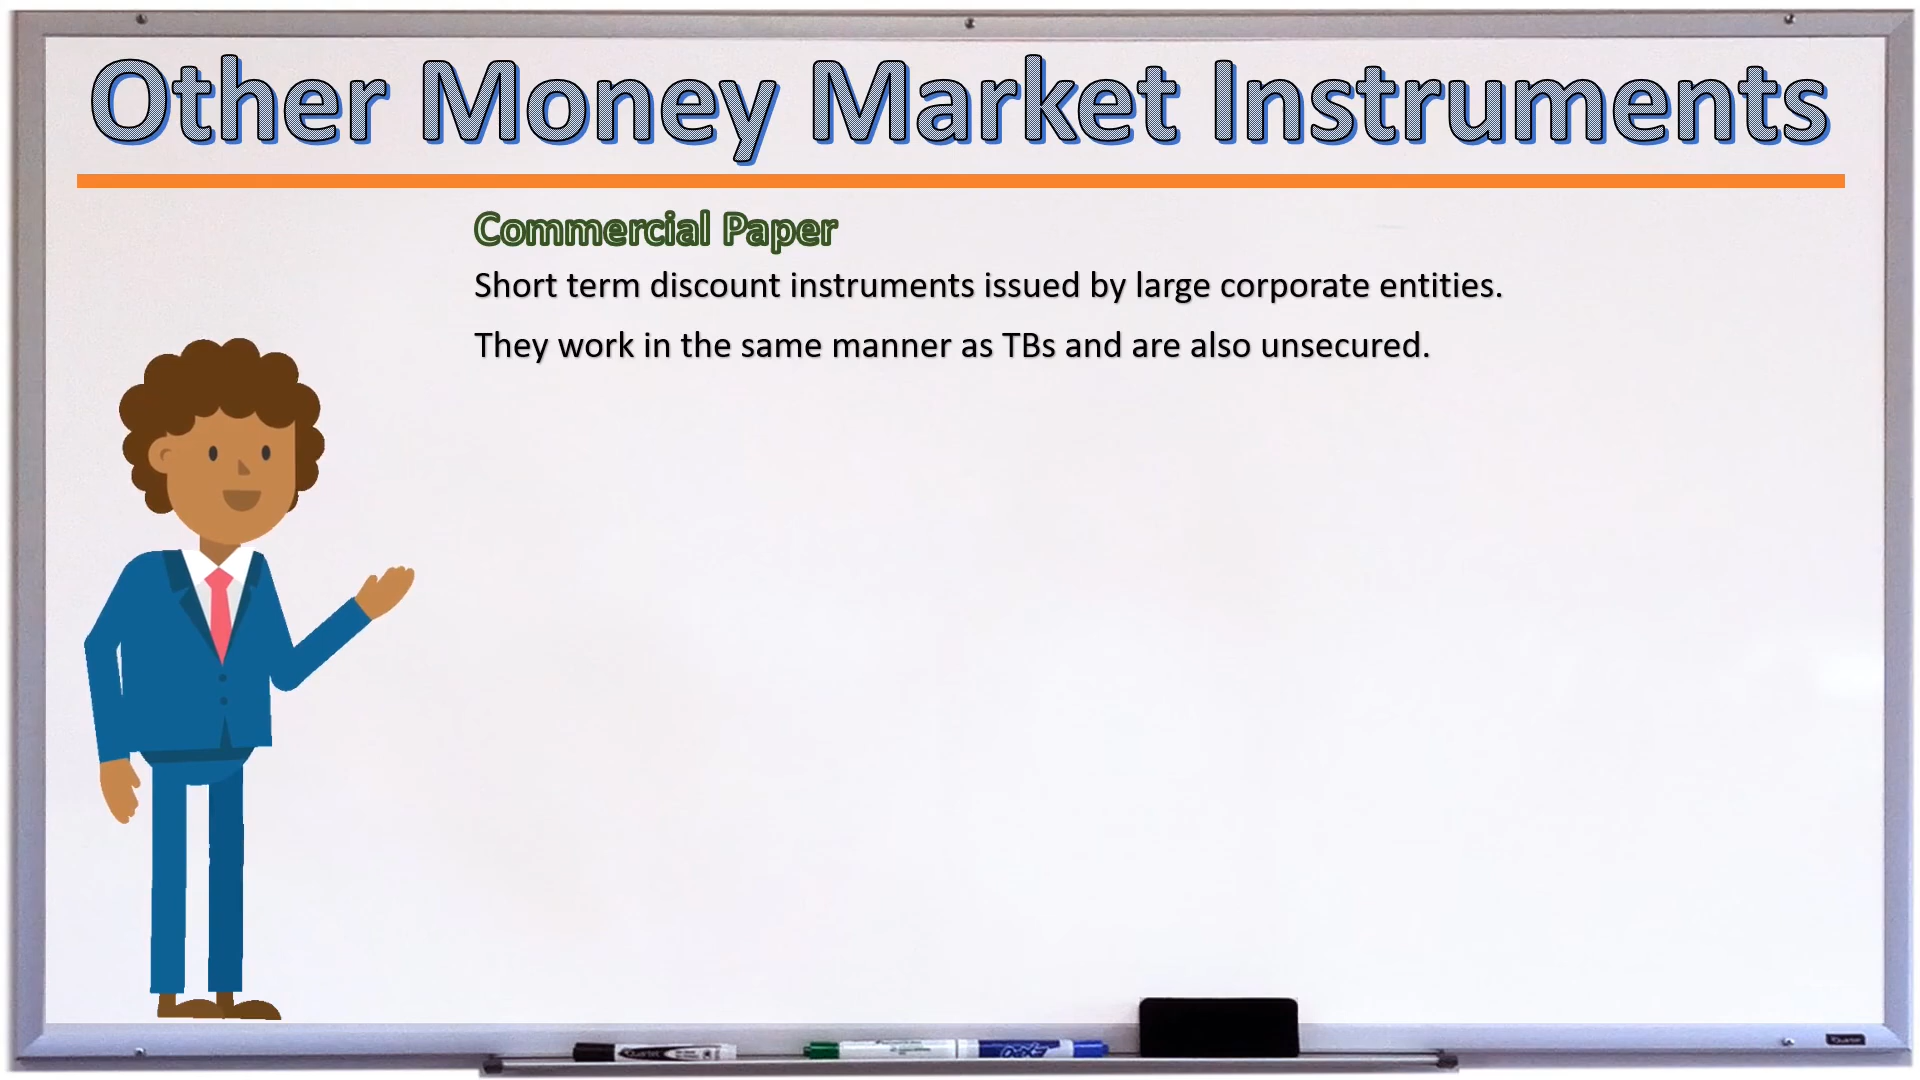 Other Money Market Instruments
Commercial Paper
Short term discount instruments issued by large corporate entities.
They work in the same manner as TBs and are also unsecured.
Quartet